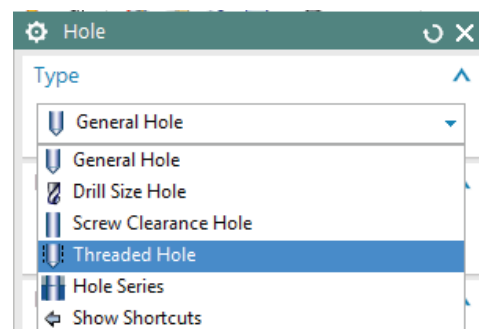 Hole
Type
General Hole
General Hole
Drill Size Hole
Screw Clearance Hole
Threaded Hole
Hole Series
Show Shortcuts